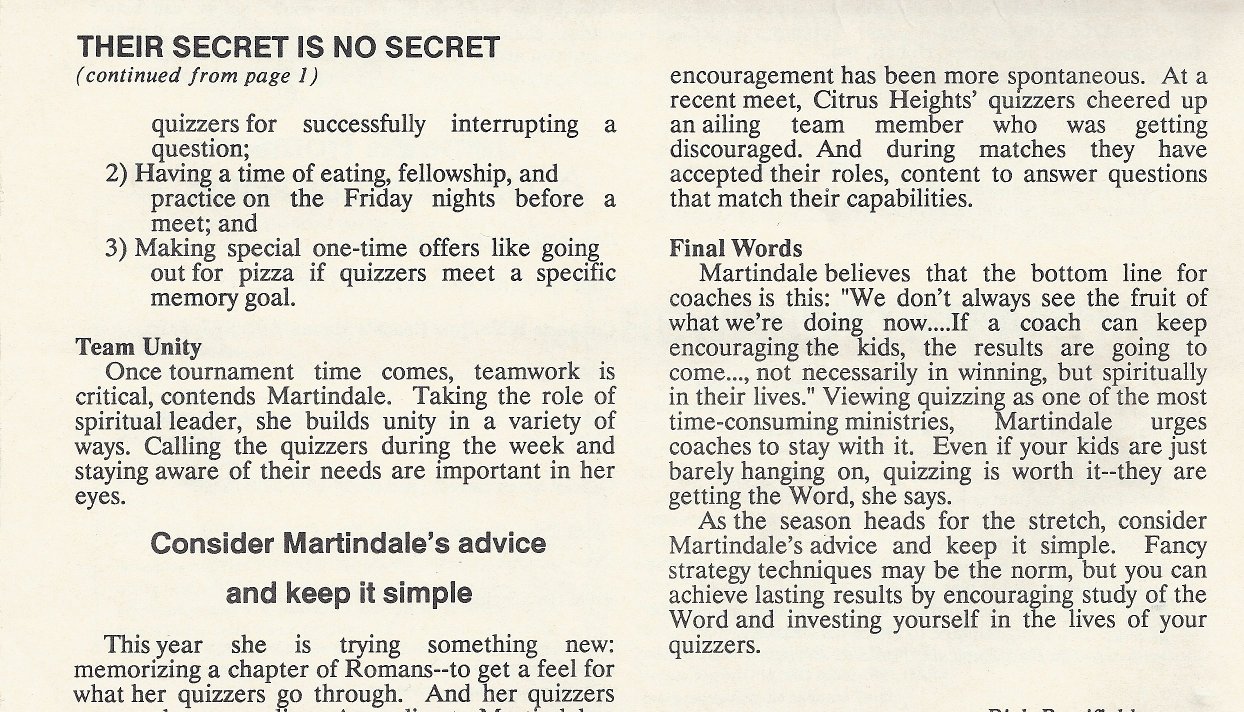 THEIR SECRET IS NO SECRET
(continued from page 1)
quizzers for successfully interrupting a
question;
2) Having a time of eating, fellowship, and
practice on the Friday nights before a
meet; and
3) Making special one-time offers like going
out for pizza if quizzers meet a specific
memory goal.
Team Unity
Once tournament time comes, teamwork is
critical, contends Martindale. Taking the role of
spiritual leader, she builds unity in a variety of
ways. Calling the quizzers during the week and
staying aware of their needs are important in her
eyes.
Consider Martindale's advice
and keep it simple
This year she is trying something new:
memorizing a chapter of Romans--to get a feel for
what her quizzers go through. And her quizzers
encouragement has been more spontaneous. At a
recent meet, Citrus Heights' quizzers cheered up
an ailing team member who was getting
discouraged. And during matches they have
accepted their roles, content to answer questions
that match their capabilities.
Final Words
Martindale believes that the bottom line for
coaches is this: "We don't always see the fruit of
what we're doing now....If a coach can keep
encouraging the kids, the results are going to
come..., not necessarily in winning, but spiritually
in their lives." Viewing quizzing as one of the most
time-consuming ministries, Martindale urges
coaches to stay with it. Even if your kids are just
barely hanging on, quizzing is worth it--they are
getting the Word, she says.
As the season heads for the stretch, consider
Martindale's advice and keep it simple. Fancy
strategy techniques may be the norm, but you can
achieve lasting results by encouraging study of the
Word and investing yourself in the lives of your
quizzers.